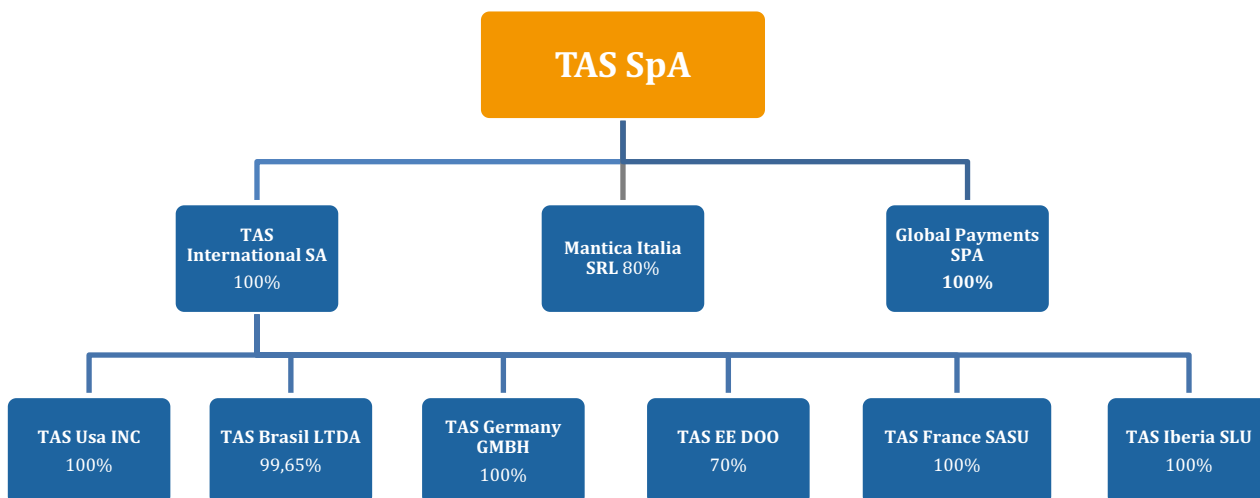 TAS SpA
TAS
International SA
100%
Mantica Italia
SRL 80%
Global Payments
SPA
100%
TAS Usa INC
100%
TAS Brasil LTDA
99,65%
TAS Germany
GMBH
100%
TAS EE DOO
70%
TAS France SASU
100%
TAS Iberia SLU
100%